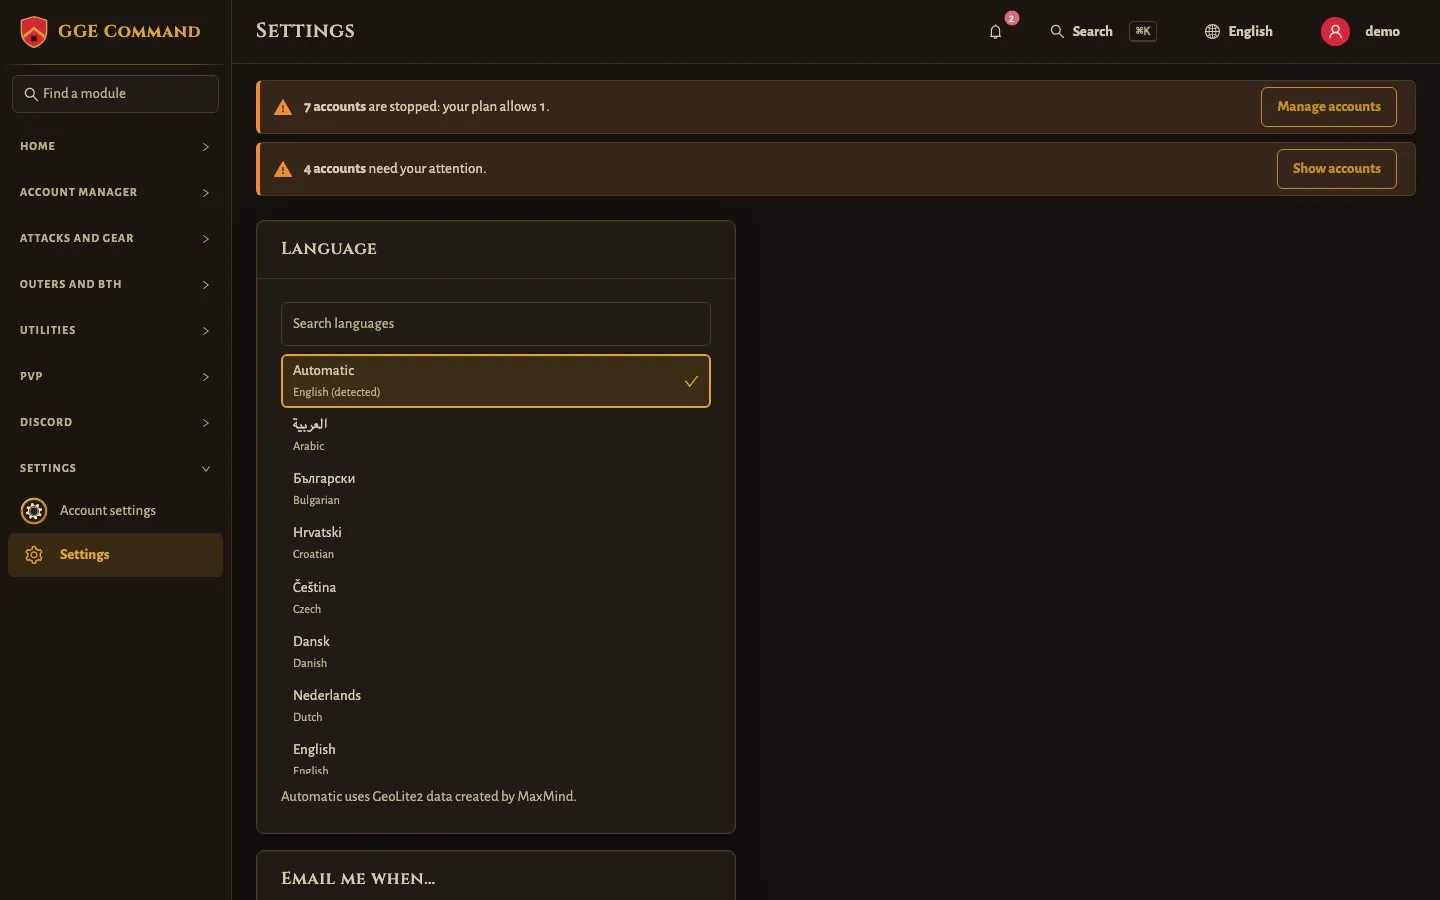 GGE Command
Settings
2
Search
⌘K
English
demo
Find a module
HOME
ACCOUNT MANAGER
ATTACKS AND GEAR
OUTERS AND BTH
UTILITIES
PVP
DISCORD
SETTINGS
Account settings
Settings
7 accounts are stopped: your plan allows 1.
Manage accounts
4 accounts need your attention.
Show accounts
Language
Search languages
Automatic
English (detected)
العربية
Arabic
Български
Bulgarian
Hrvatski
Croatian
Čeština
Czech
Dansk
Danish
Nederlands
Dutch
English
English
Automatic uses GeoLite2 data created by MaxMind.
Email me when...